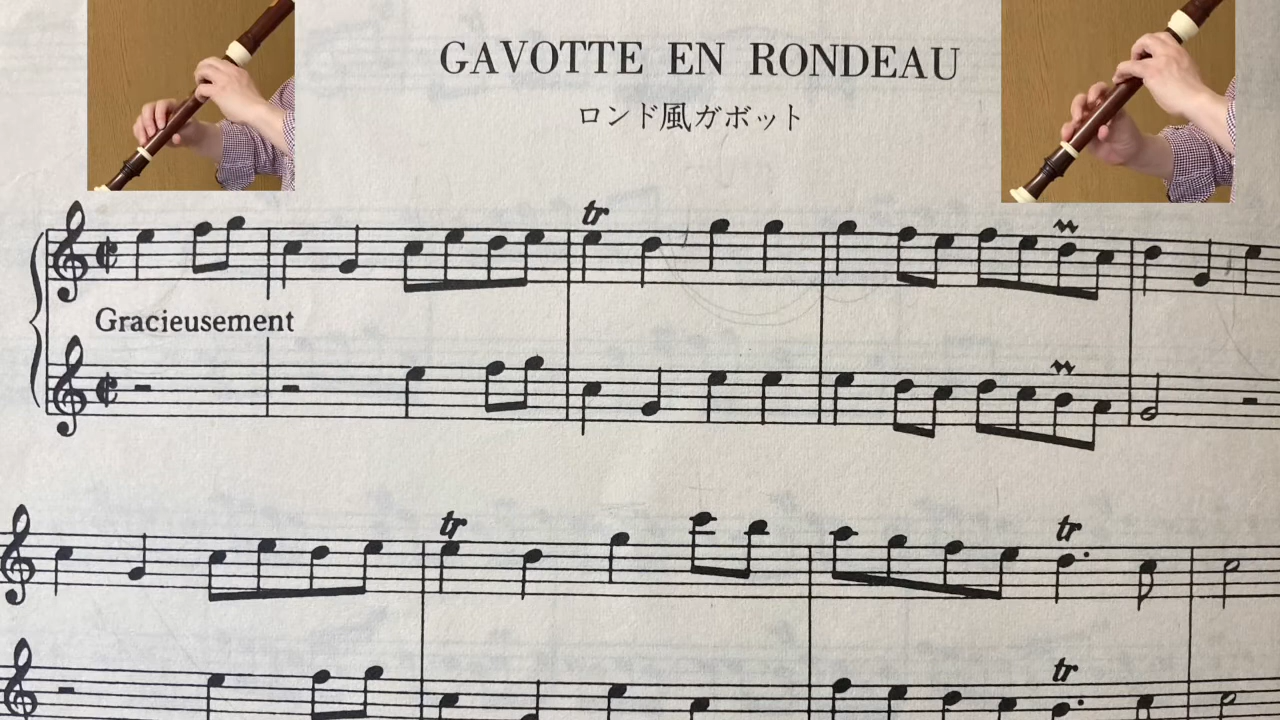 GAVOTTE EN RONDEAU
ロンド風ガボット
tr
Gracieusement
tr
tr
tr